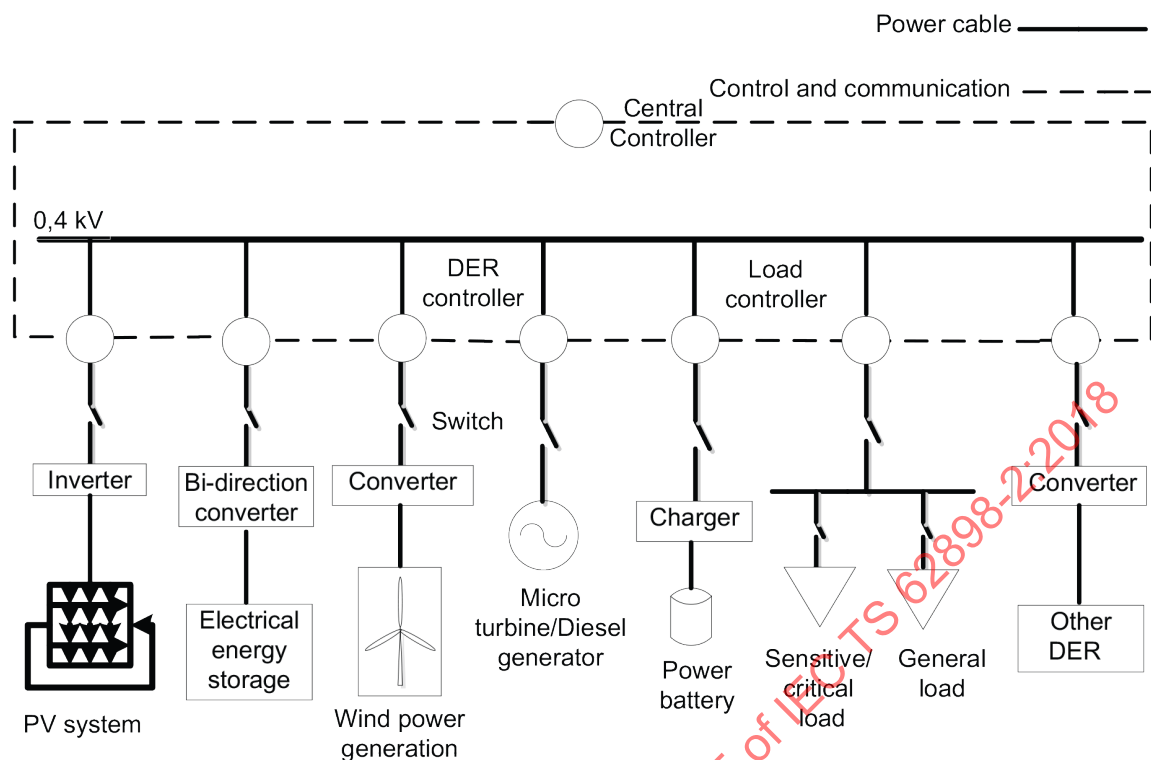 Power cable
Control and communication
Central
Controller
0,4 kV
DER
controller
Load
controller
Switch
Inverter
Bi-direction
converter
Converter
Charger
Converter
Electrical
energy
storage
Micro
turbine/Diesel
generator
Power
battery
Sensitive/
critical
load
General
load
Other
DER
PV system
Wind power
generation
of IEC TS 62898-2:2018